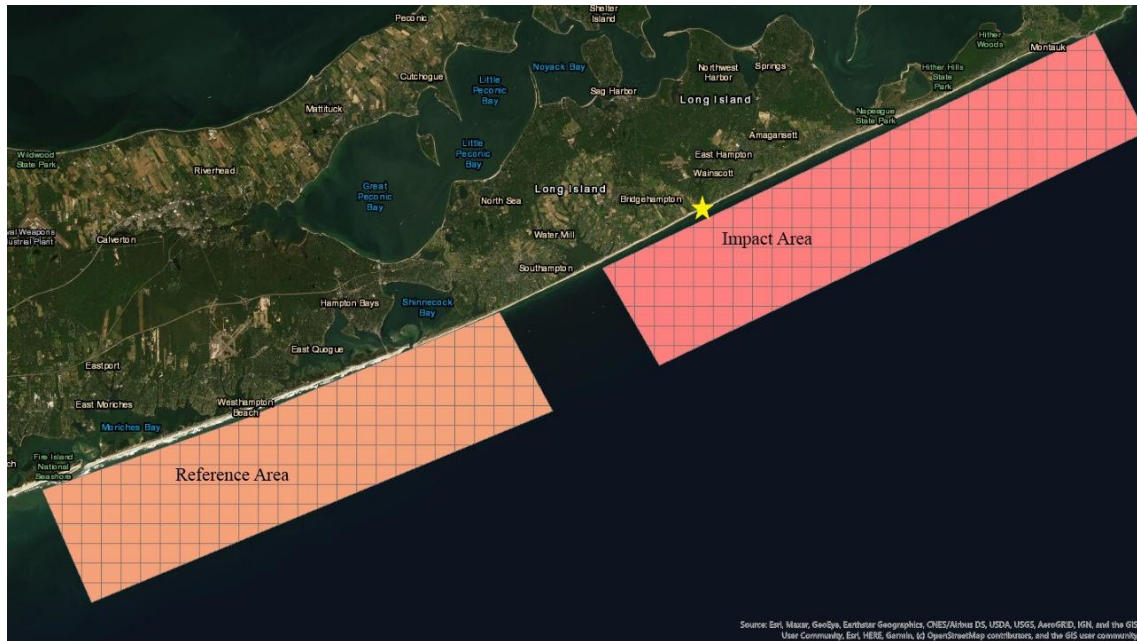 Peconic
Shelter
Island
Hither
Woods
Montauk
Cutchogue
Little
Peconic
Bay
Noyack Bay
Northwest
Harbor
Springs
Hither Hills
State
Park
Sag Harbor
Long Island
Mattituck
Napeague
State Park
Little
Peconic
Bay
Amagansett
Wildwood
State Park
Riverhead
East Hampton
Wainscott
Great
Peconic
Bay
Long Island
North Sea
Bridgehampton
val Weapons
dustrial Plant
Calverton
Water Mill
Impact Area
Southampton
Hampton Bays
Shinnecock
Bay
East Quogue
Eastport
East Moriches
Westhampton
Beach
Moriches Bay
ch
Fire Island
National
Seashore
Reference Area
Source: Esri, Maxar, GeoEye, Earthstar Geographics, CNES/Airbus DS, USDA, USGS, AeroGRID, IGN, and the GIS
User Community, Esri, HERE, Garmin, (c) OpenStreetMap contributors, and the GIS user community